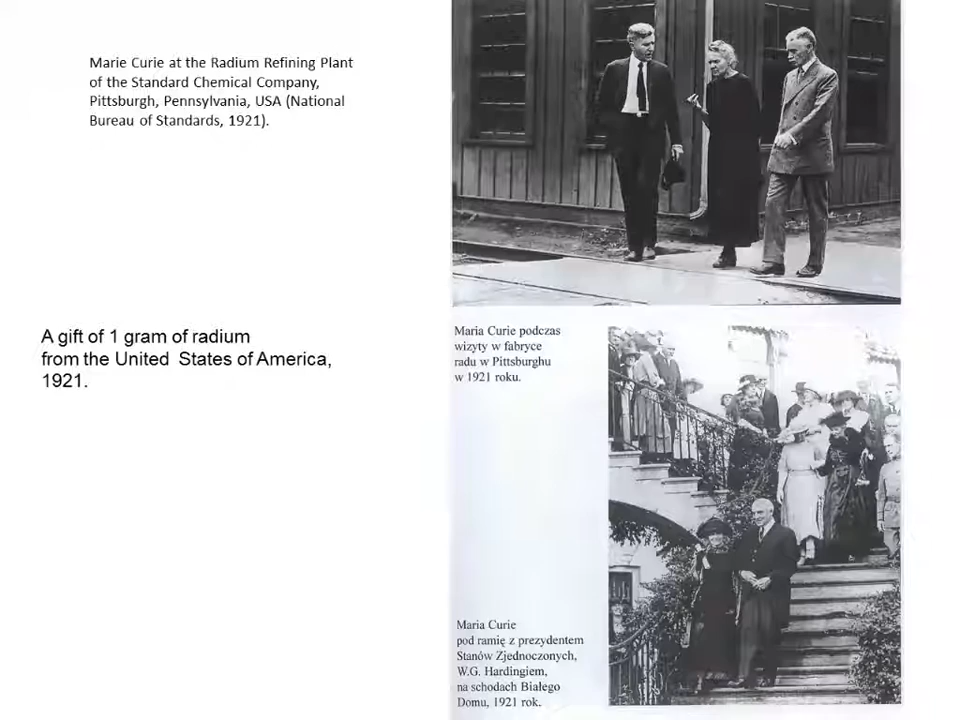 Marie Curie at the Radium Refining Plant
of the Standard Chemical Company,
Pittsburgh, Pennsylvania, USA (National
Bureau of Standards, 1921).
A gift of 1 gram of radium
from the United States of America,
1921.
Maria Curie podczas
wizyty w fabryce
radu w Pittsburghu
w 1921 roku.
Maria Curie
pod ramię z prezydentem
Stanów Zjednoczonych,
W.G. Hardingiem,
na schodach Białego
Domu, 1921 rok.